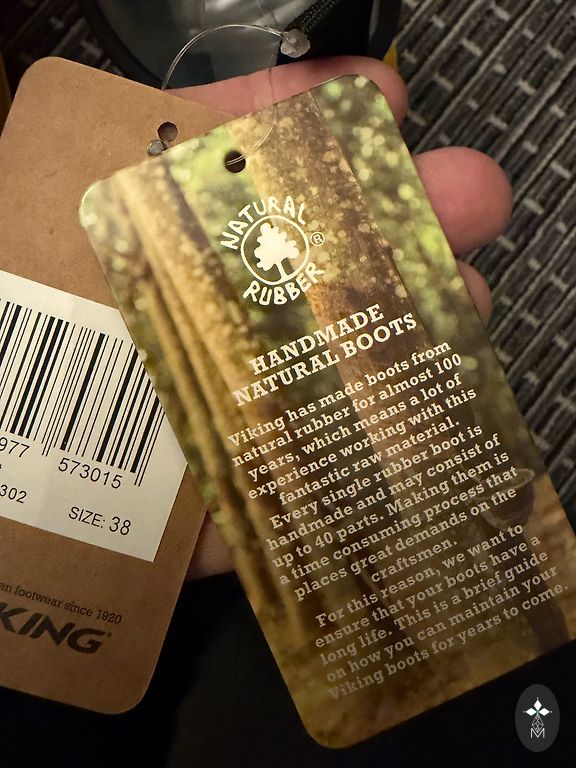 977
573015
302
SIZE: 38
an footwear since 1920
KING®
NATURAL
RUBBER
®
HANDMADE
NATURAL BOOTS
Viking has made boots from
natural rubber for almost 100
years, which means a lot of
experience working with this
fantastic raw material.
Every single rubber boot is
handmade and may consist of
up to 40 parts. Making them is
a time consuming process that
places great demands on the
craftsmen.
For this reason, we want to
ensure that your boots have a
long life. This is a brief guide
on how you can maintain your
Viking boots for years to come.
M